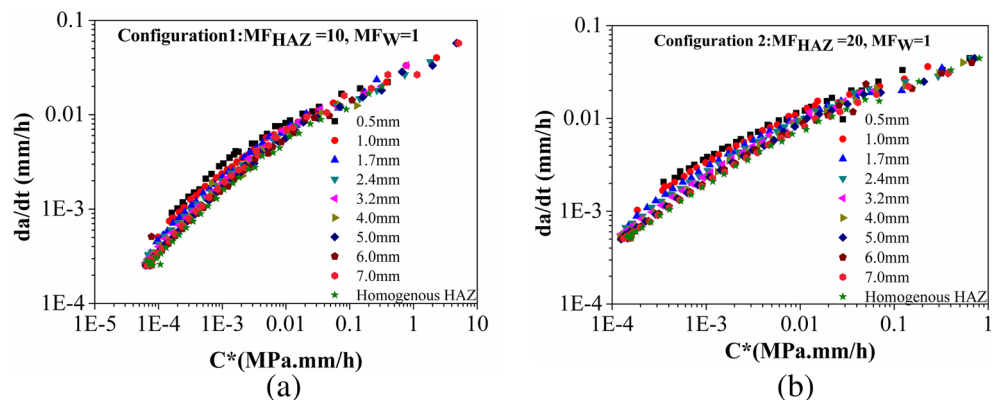 Configuration1:MF_HAZ =10, MF_W=1
da/dt (mm/h)
0.1
0.01
1E-3
1E-4
0.5mm
1.0mm
1.7mm
2.4mm
3.2mm
4.0mm
5.0mm
6.0mm
7.0mm
Homogenous HAZ
1E-5 1E-4 1E-3 0.01 0.1 1 10
C*(MPa.mm/h)
(a)
Configuration 2:MF_HAZ =20, MF_W=1
da/dt (mm/h)
0.1
0.01
1E-3
1E-4
0.5mm
1.0mm
1.7mm
2.4mm
3.2mm
4.0mm
5.0mm
6.0mm
7.0mm
Homogenous HAZ
1E-4 1E-3 0.01 0.1 1
C*(MPa.mm/h)
(b)